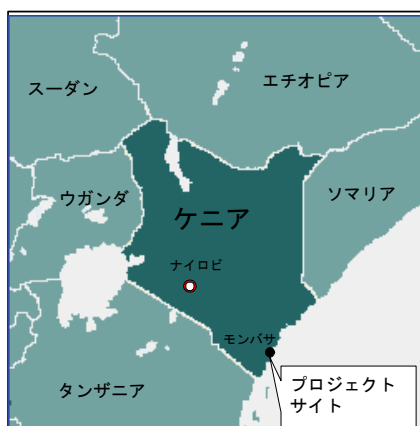 スーダン
エチオピア
ウガンダ
ソマリア
ケニア
ナイロビ
モンバサ
タンザニア
プロジェクト
サイト